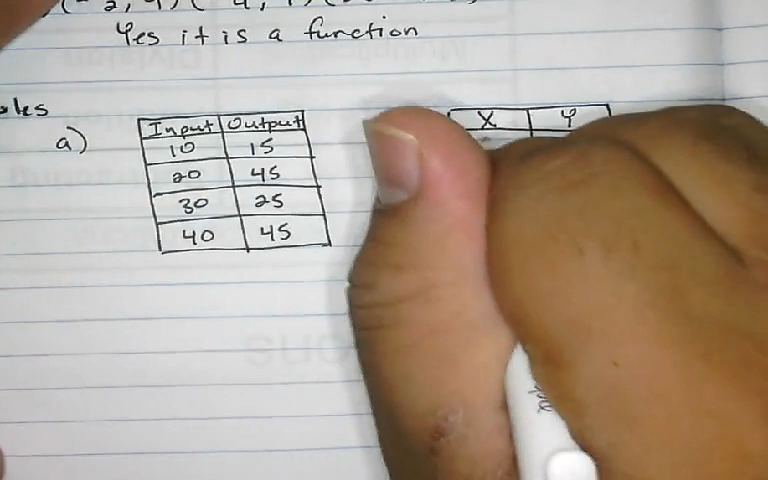 Yes it is a function
a)
Input Output
10 15
20 45
30 25
40 45
X Y